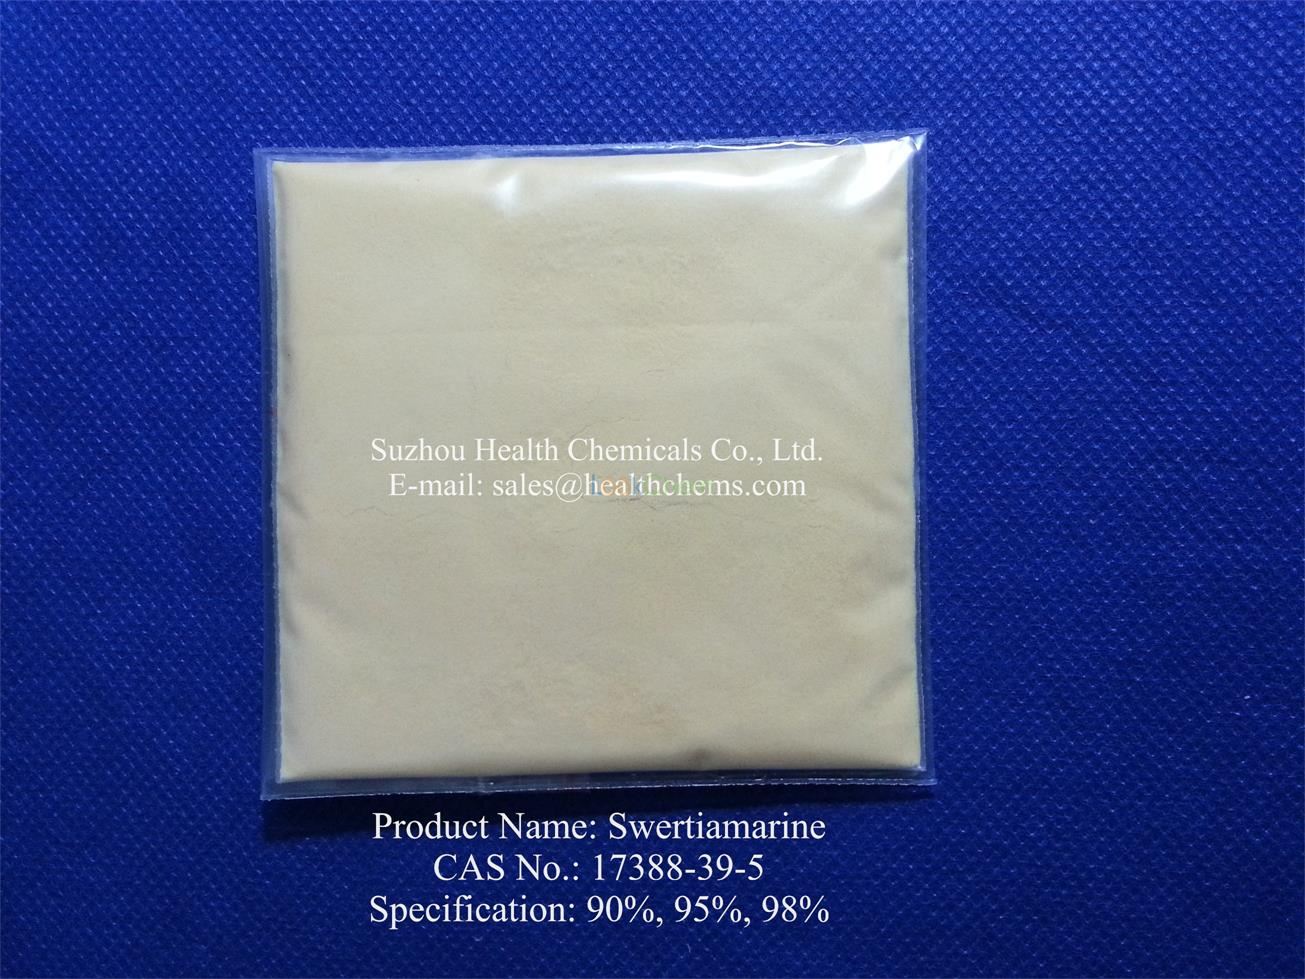 Suzhou Health Chemicals Co., Ltd.
E-mail: sales@healthchems.com
Product Name: Swertiamarine
CAS No.: 17388-39-5
Specification: 90%, 95%, 98%